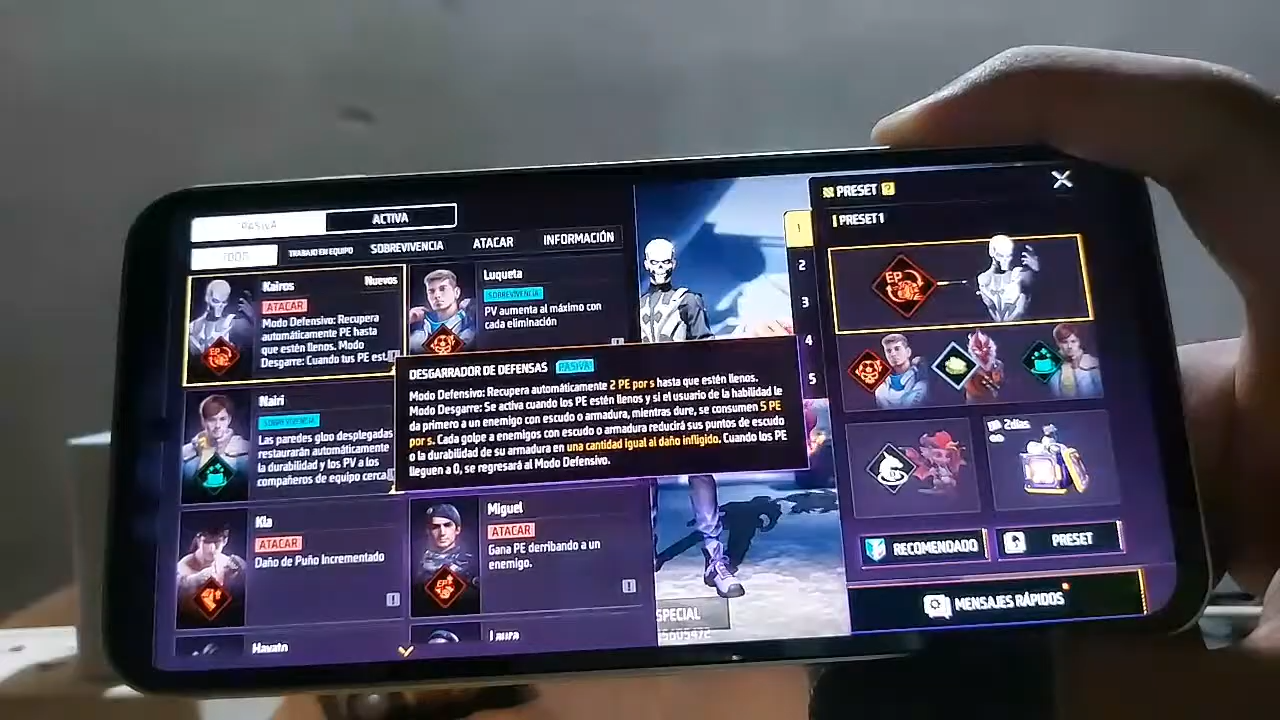 PASIVA
ACTIVA
TODO
TRABAJO EN EQUIPO
SOBREVIVENCIA
ATACAR
INFORMACIÓN
Kairos
Nuevos
ATACAR
Modo Defensivo: Recupera
automáticamente PE hasta
que estén llenos. Modo
Desgarre: Cuando tus PE est
Luqueta
SOBREVIVENCIA
PV aumenta al máximo con
cada eliminación
DESGARRADOR DE DEFENSAS PASIVA
Modo Defensivo: Recupera automáticamente 2 PE por s hasta que estén llenos.
Modo Desgarre: Se activa cuando los PE estén llenos y si el usuario de la habilidad le
da primero a un enemigo con escudo o armadura, mientras dure, se consumen 5 PE
por s. Cada golpe a enemigos con escudo o armadura reducirá sus puntos de escudo
o la durabilidad de su armadura en una cantidad igual al daño infligido. Cuando los PE
lleguen a 0, se regresará al Modo Defensivo.
Nairi
SOBREVIVENCIA
Las paredes gloo desplegadas
restaurarán automáticamente
la durabilidad y los PV a los
compañeros de equipo cerca
Kla
ATACAR
Daño de Puño Incrementado
Miguel
ATACAR
Gana PE derribando a un
enemigo.
Hayato
Laura
ESPECIAL
PRESET ?
PRESET 1
1
2
3
4
5
EP
2días
RECOMENDADO
PRESET
MENSAJES RÁPIDOS